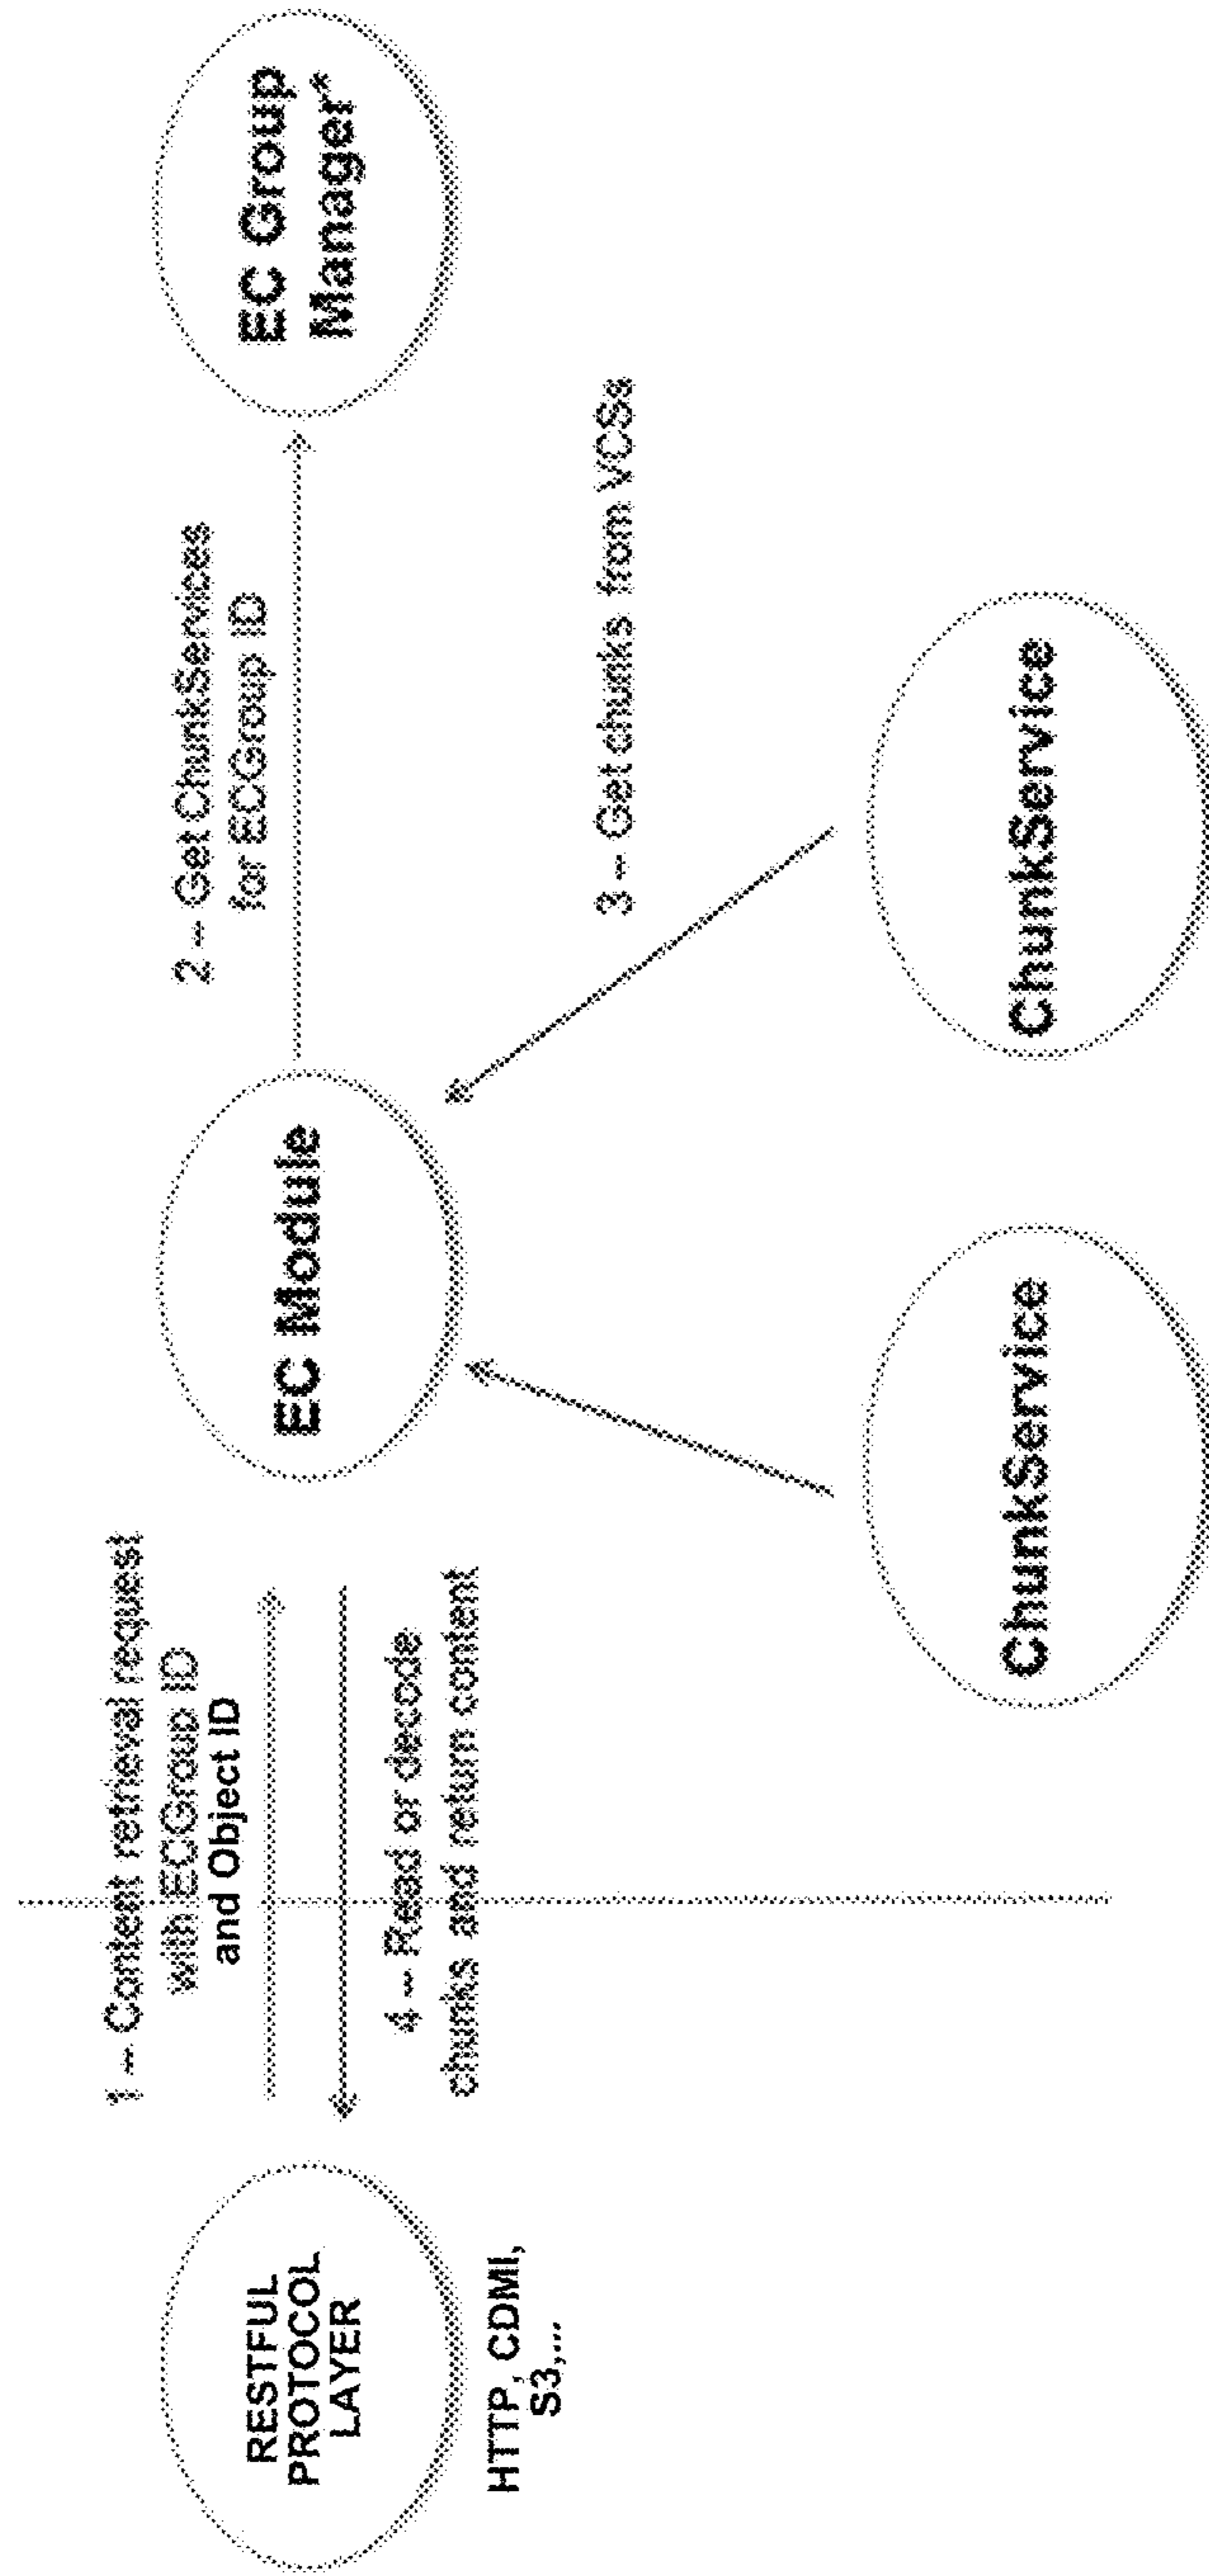 1 – Content retrieval request
with ECGroup ID
and Object ID
2 – Get ChunkServices
for ECGroup ID
RESTFUL
PROTOCOL
LAYER
EC Module
EC Group
Manager*
4 – Read or decode
chunks and return content
3 – Get chunks from VCSs
HTTP, CDMI,
S3,...
ChunkService
ChunkService